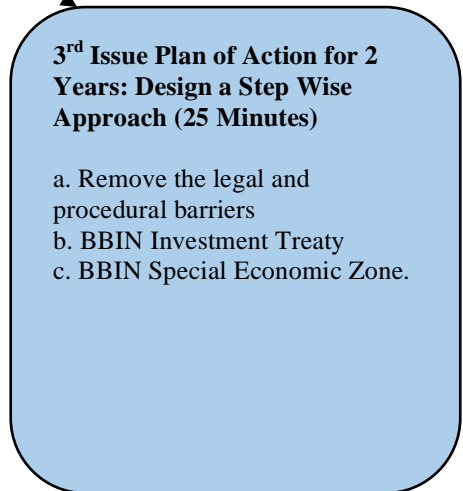 3rd Issue Plan of Action for 2
Years: Design a Step Wise
Approach (25 Minutes)
a. Remove the legal and
procedural barriers
b. BBIN Investment Treaty
c. BBIN Special Economic Zone.